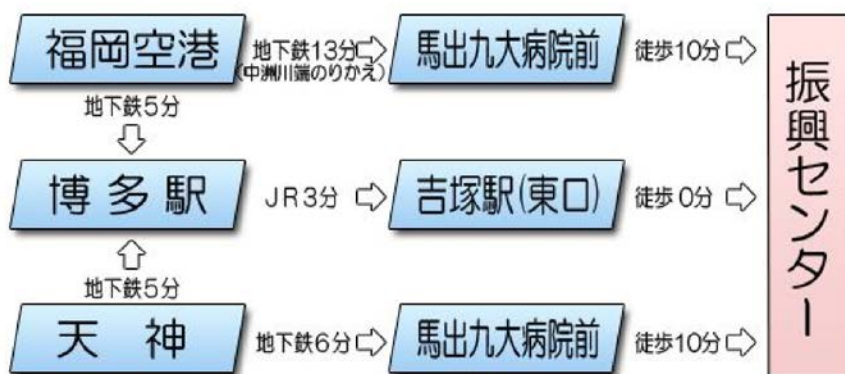 福岡空港
地下鉄13分⇨
(中洲川端のりかえ)
馬出九大病院前
徒歩10分⇨
地下鉄5分
⇩
博多駅
JR3分 ⇨
吉塚駅(東口)
徒歩0分⇨
⇧
地下鉄5分
天神
地下鉄6分⇨
馬出九大病院前
徒歩10分⇨
振興センター